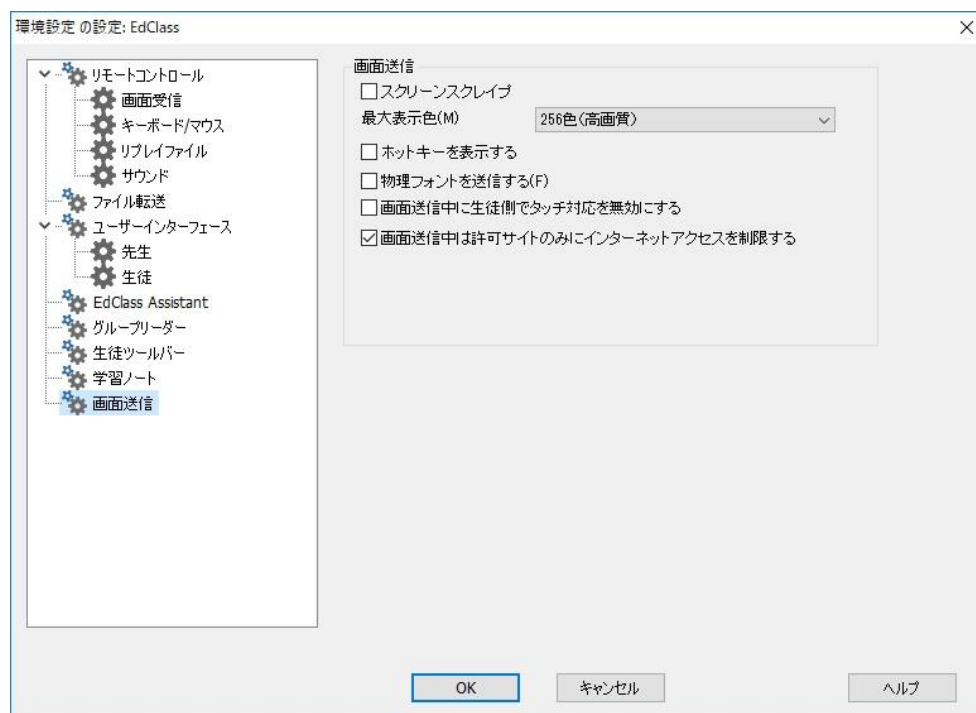 環境設定 の設定: EdClass
リモートコントロール
画面受信
キーボード/マウス
リプレイファイル
サウンド
ファイル転送
ユーザーインターフェース
先生
生徒
EdClass Assistant
グループリーダー
生徒ツールバー
学習ノート
画面送信
画面送信
スクリーンスクレイプ
最大表示色(M) 256色(高画質)
ホットキーを表示する
物理フォントを送信する(F)
画面送信中に生徒側でタッチ対応を無効にする
画面送信中は許可サイトのみにインターネットアクセスを制限する
OK キャンセル ヘルプ